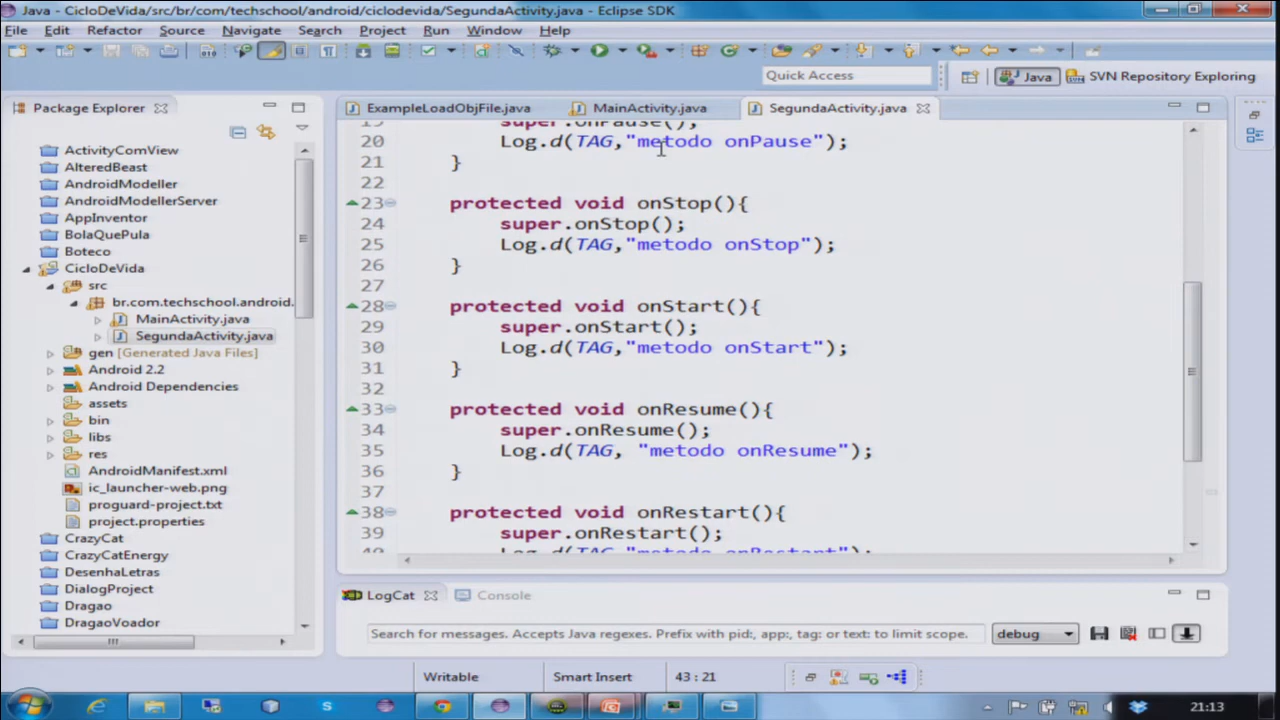 Java - CicloDeVida/src/br/com/techschool/android/ciclodevida/SegundaActivity.java - Eclipse SDK
File Edit Refactor Source Navigate Search Project Run Window Help
Quick Access
Java
SVN Repository Exploring
Package Explorer
ActivityComView
AlteredBeast
AndroidModeller
AndroidModellerServer
AppInventor
BolaQuePula
Boteco
CicloDeVida
src
br.com.techschool.android.
MainActivity.java
SegundaActivity.java
gen [Generated Java Files]
Android 2.2
Android Dependencies
assets
bin
libs
res
AndroidManifest.xml
ic_launcher-web.png
proguard-project.txt
project.properties
CrazyCat
CrazyCatEnergy
DesenhaLetras
DialogProject
Dragao
DragaoVoador
ExampleLoadObjFile.java
MainActivity.java
SegundaActivity.java
19 super.onPause();
20 Log.d(TAG,"metodo onPause");
21 }
22
23 protected void onStop(){
24 super.onStop();
25 Log.d(TAG,"metodo onStop");
26 }
27
28 protected void onStart(){
29 super.onStart();
30 Log.d(TAG,"metodo onStart");
31 }
32
33 protected void onResume(){
34 super.onResume();
35 Log.d(TAG, "metodo onResume");
36 }
37
38 protected void onRestart(){
39 super.onRestart();
40 Log.d(TAG,"metodo onRestart");
LogCat
Console
Search for messages. Accepts Java regexes. Prefix with pid:, app:, tag: or text: to limit scope.
debug
Writable
Smart Insert
43 : 21
21:13